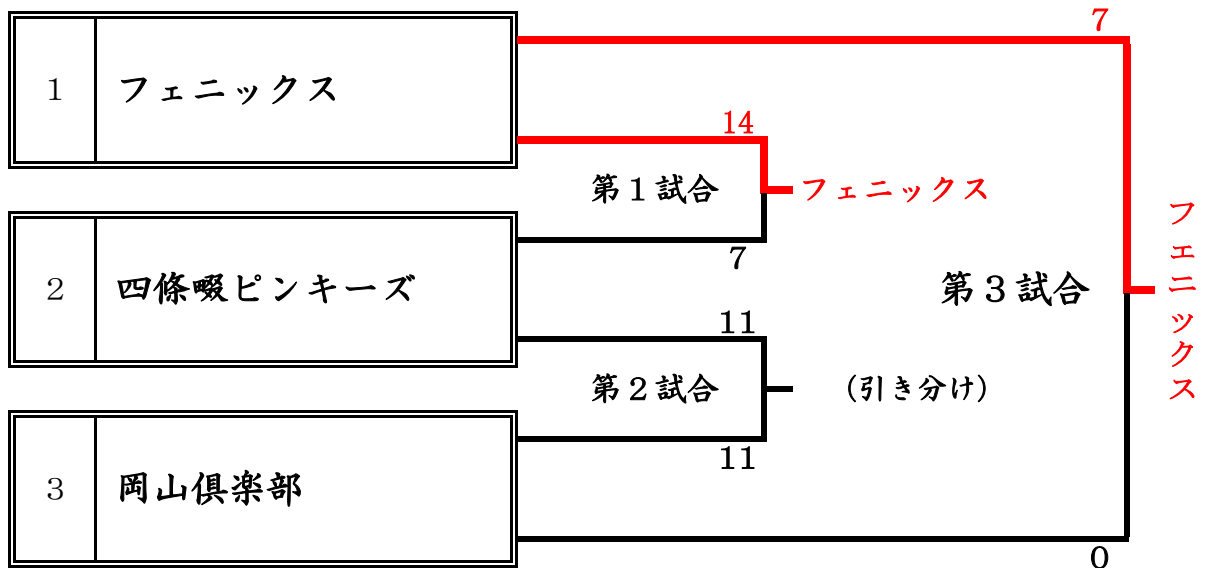 7
1 フェニックス
14
第１試合 フェニックス
7
2 四條畷ピンキーズ
第３試合
フェニックス
11
第２試合 (引き分け)
11
3 岡山倶楽部
0